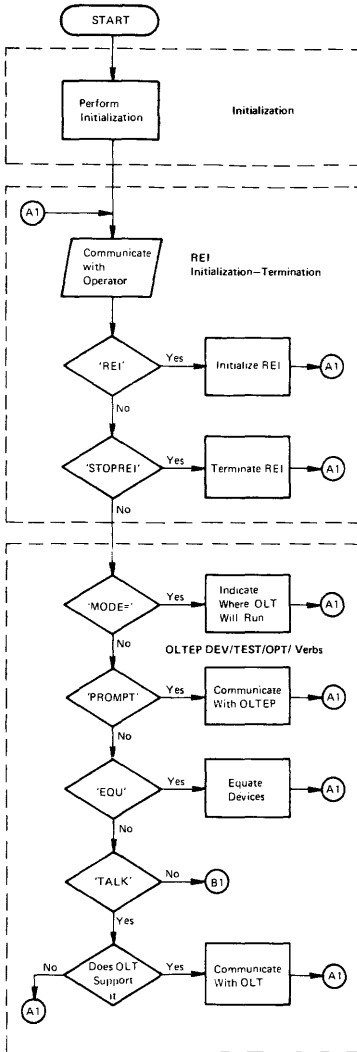 START
Perform
Initialization
Initialization
A1
Communicate
with
Operator
REI
Initialization–Termination
'REI'
Yes
Initialize REI
A1
No
'STOPREI'
Yes
Terminate REI
A1
No
'MODE='
Yes
Indicate
Where OLT
Will Run
A1
No
OLTEP DEV/TEST/OPT/ Verbs
'PROMPT'
Yes
Communicate
With OLTEP
A1
No
'EQU'
Yes
Equate
Devices
A1
No
'TALK'
No
B1
Yes
No
Does OLT
Support
it
Yes
Communicate
With OLT
A1
A1